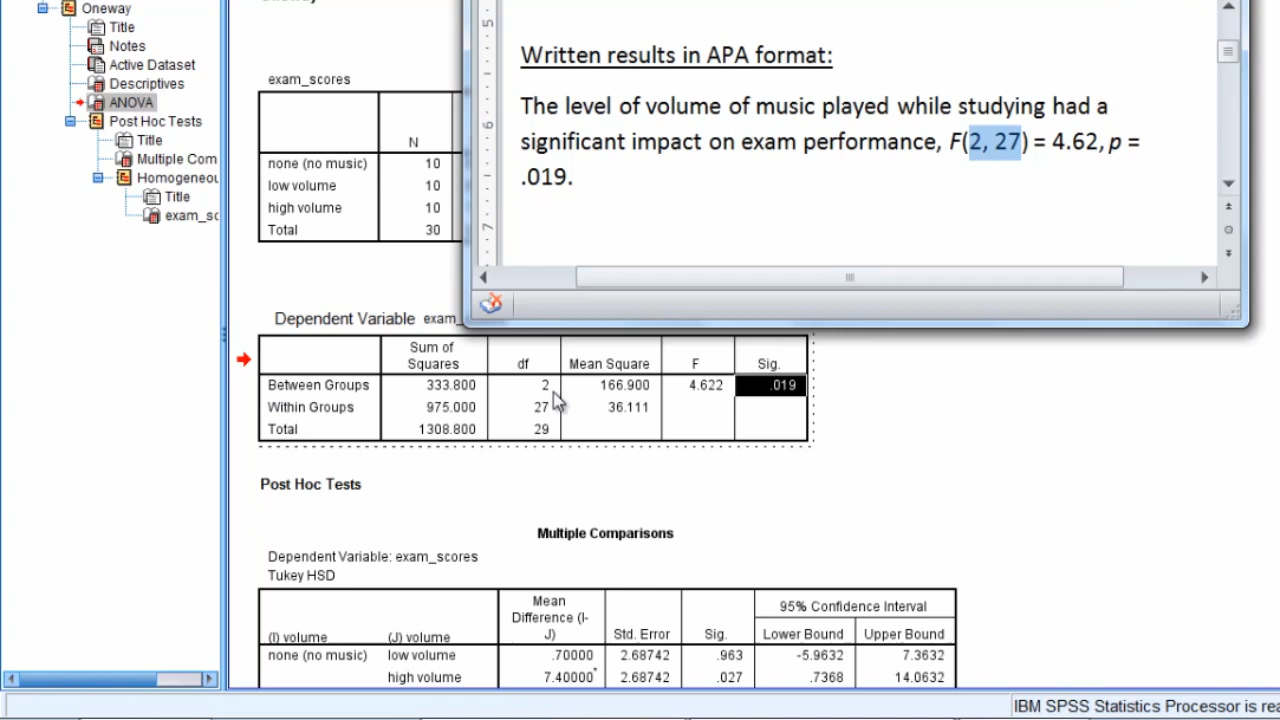 Oneway
Title
Notes
Active Dataset
Descriptives
ANOVA
Post Hoc Tests
Title
Multiple Com
Homogeneou
Title
exam_sc
exam_scores
N
none (no music) 10
low volume 10
high volume 10
Total 30
5
6
7
Written results in APA format:
The level of volume of music played while studying had a
significant impact on exam performance, F(2, 27) = 4.62, p =
.019.
Dependent Variable exam_
Sum of
Squares df Mean Square F Sig.
Between Groups 333.800 2 166.900 4.622 .019
Within Groups 975.000 27 36.111
Total 1308.800 29
Post Hoc Tests
Multiple Comparisons
Dependent Variable: exam_scores
Tukey HSD
Mean
Difference (I-
J)
95% Confidence Interval
(I) volume (J) volume Std. Error Sig. Lower Bound Upper Bound
none (no music) low volume .70000 2.68742 .963 -5.9632 7.3632
high volume 7.40000* 2.68742 .027 .7368 14.0632
IBM SPSS Statistics Processor is rea